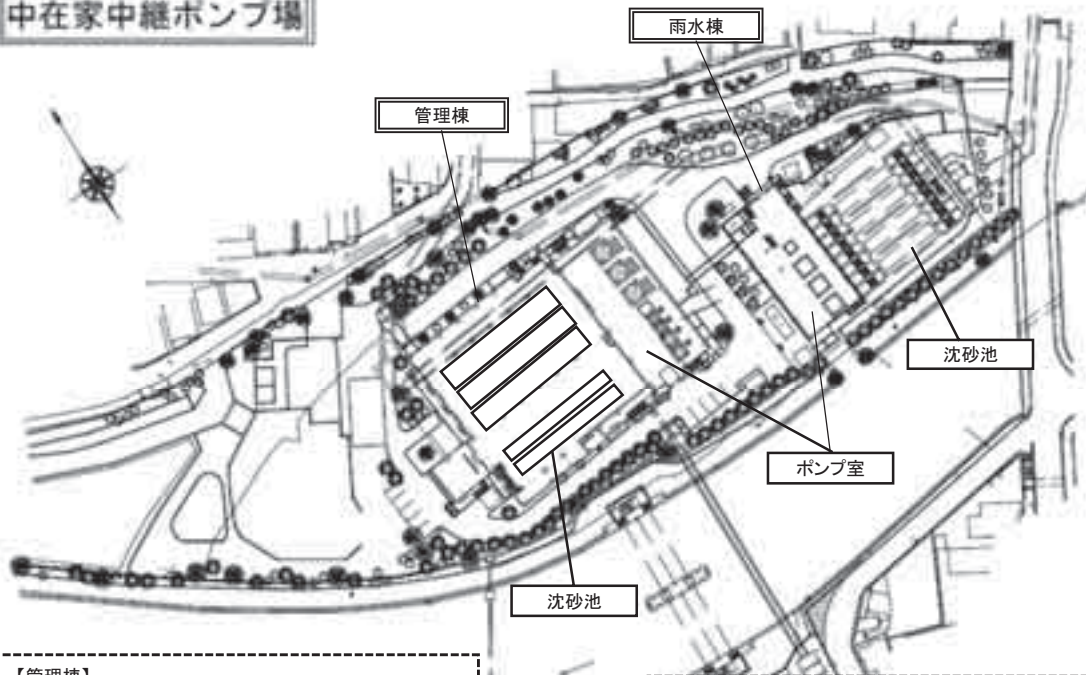 中在家中継ポンプ場
雨水棟
管理棟
沈砂池
ポンプ室
沈砂池
【管理棟】